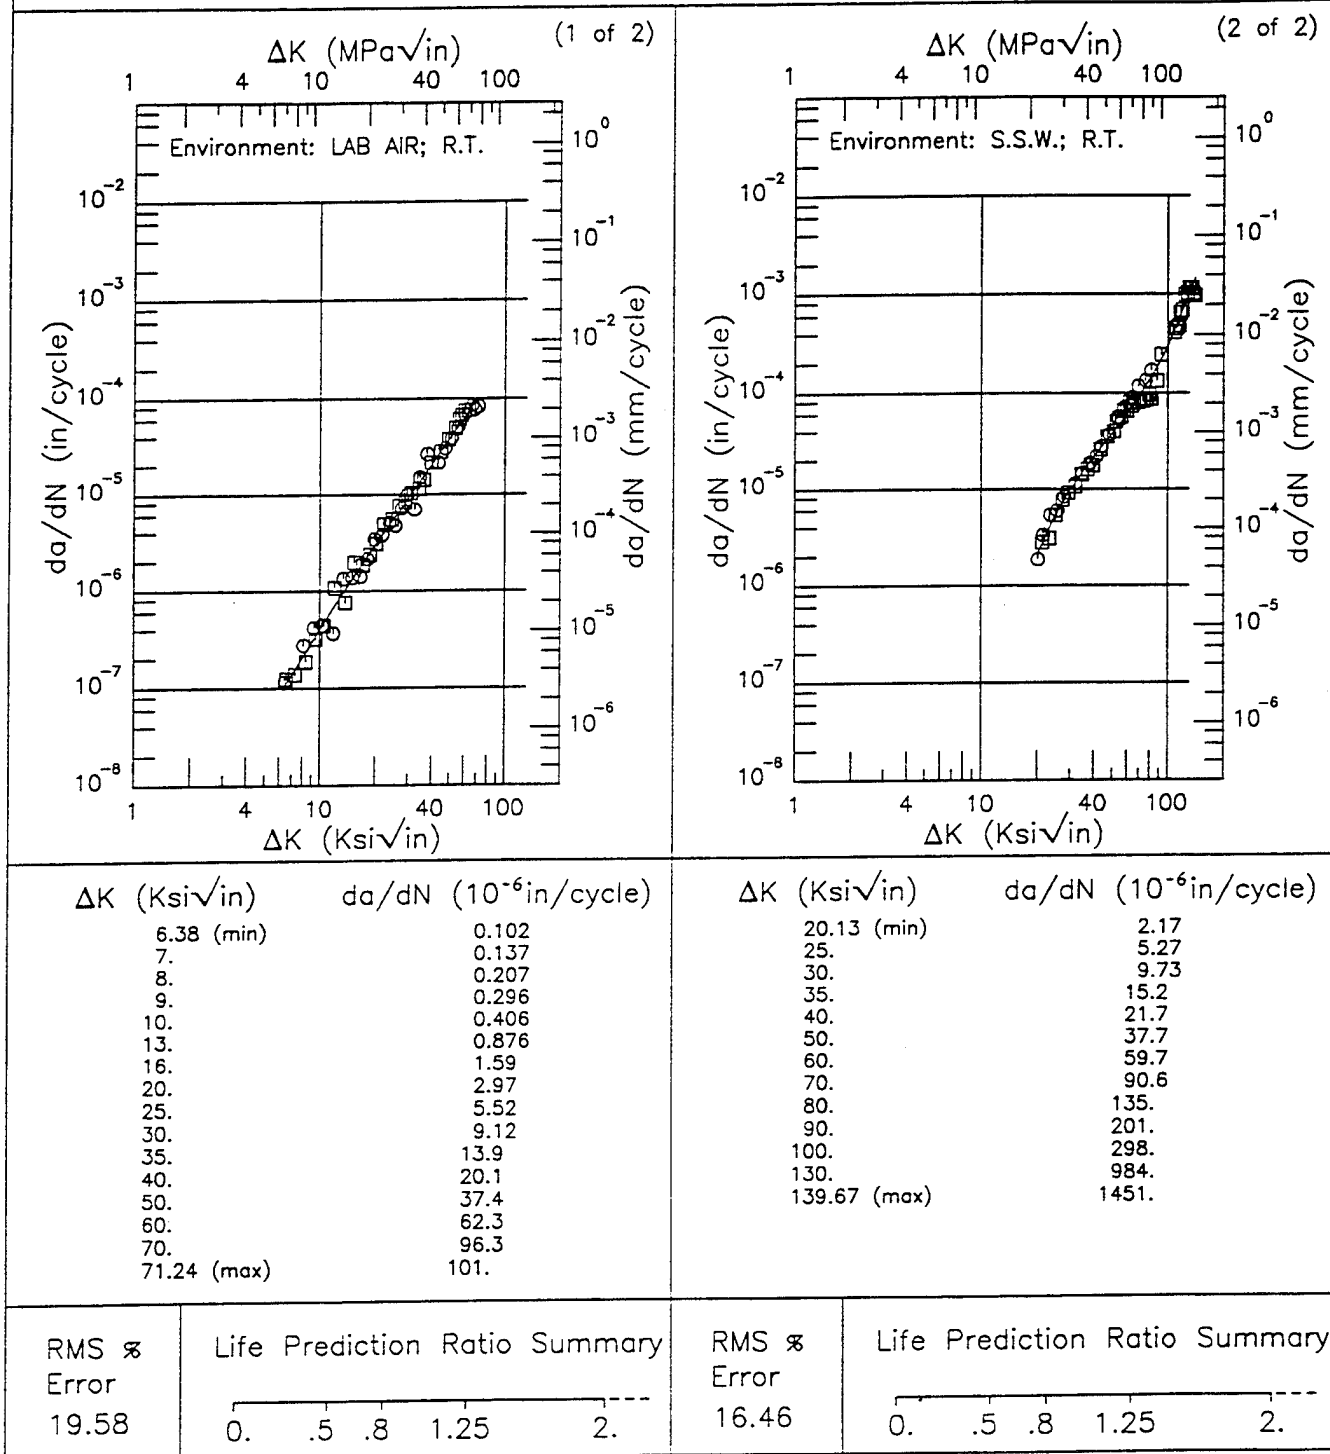 (1 of 2)
ΔK (MPa√in)
1 4 10 40 100
Environment: LAB AIR; R.T.
da/dN (in/cycle)
10⁻²
10⁻³
10⁻⁴
10⁻⁵
10⁻⁶
10⁻⁷
10⁻⁸
10⁰
10⁻¹
10⁻²
10⁻³
10⁻⁴
10⁻⁵
10⁻⁶
da/dN (mm/cycle)
1 4 10 40 100
ΔK (Ksi√in)
(2 of 2)
ΔK (MPa√in)
1 4 10 40 100
Environment: S.S.W.; R.T.
da/dN (in/cycle)
10⁻²
10⁻³
10⁻⁴
10⁻⁵
10⁻⁶
10⁻⁷
10⁻⁸
10⁰
10⁻¹
10⁻²
10⁻³
10⁻⁴
10⁻⁵
10⁻⁶
da/dN (mm/cycle)
1 4 10 40 100
ΔK (Ksi√in)
ΔK (Ksi√in) da/dN (10⁻⁶in/cycle)
6.38 (min) 0.102
7. 0.137
8. 0.207
9. 0.296
10. 0.406
13. 0.876
16. 1.59
20. 2.97
25. 5.52
30. 9.12
35. 13.9
40. 20.1
50. 37.4
60. 62.3
70. 96.3
71.24 (max) 101.
ΔK (Ksi√in) da/dN (10⁻⁶in/cycle)
20.13 (min) 2.17
25. 5.27
30. 9.73
35. 15.2
40. 21.7
50. 37.7
60. 59.7
70. 90.6
80. 135.
90. 201.
100. 298.
130. 984.
139.67 (max) 1451.
RMS %
Error
19.58
Life Prediction Ratio Summary
0. .5 .8 1.25 2.
RMS %
Error
16.46
Life Prediction Ratio Summary
0. .5 .8 1.25 2.